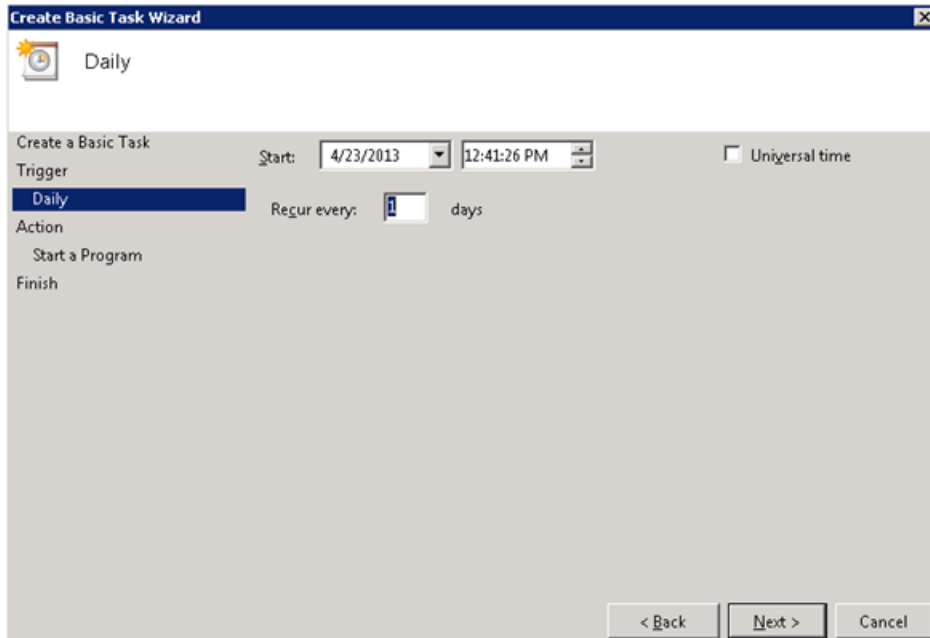 Create Basic Task Wizard
Daily
Create a Basic Task
Trigger
Daily
Action
Start a Program
Finish
Start: 4/23/2013 12:41:26 PM Universal time
Recur every: 1 days
< Back Next > Cancel